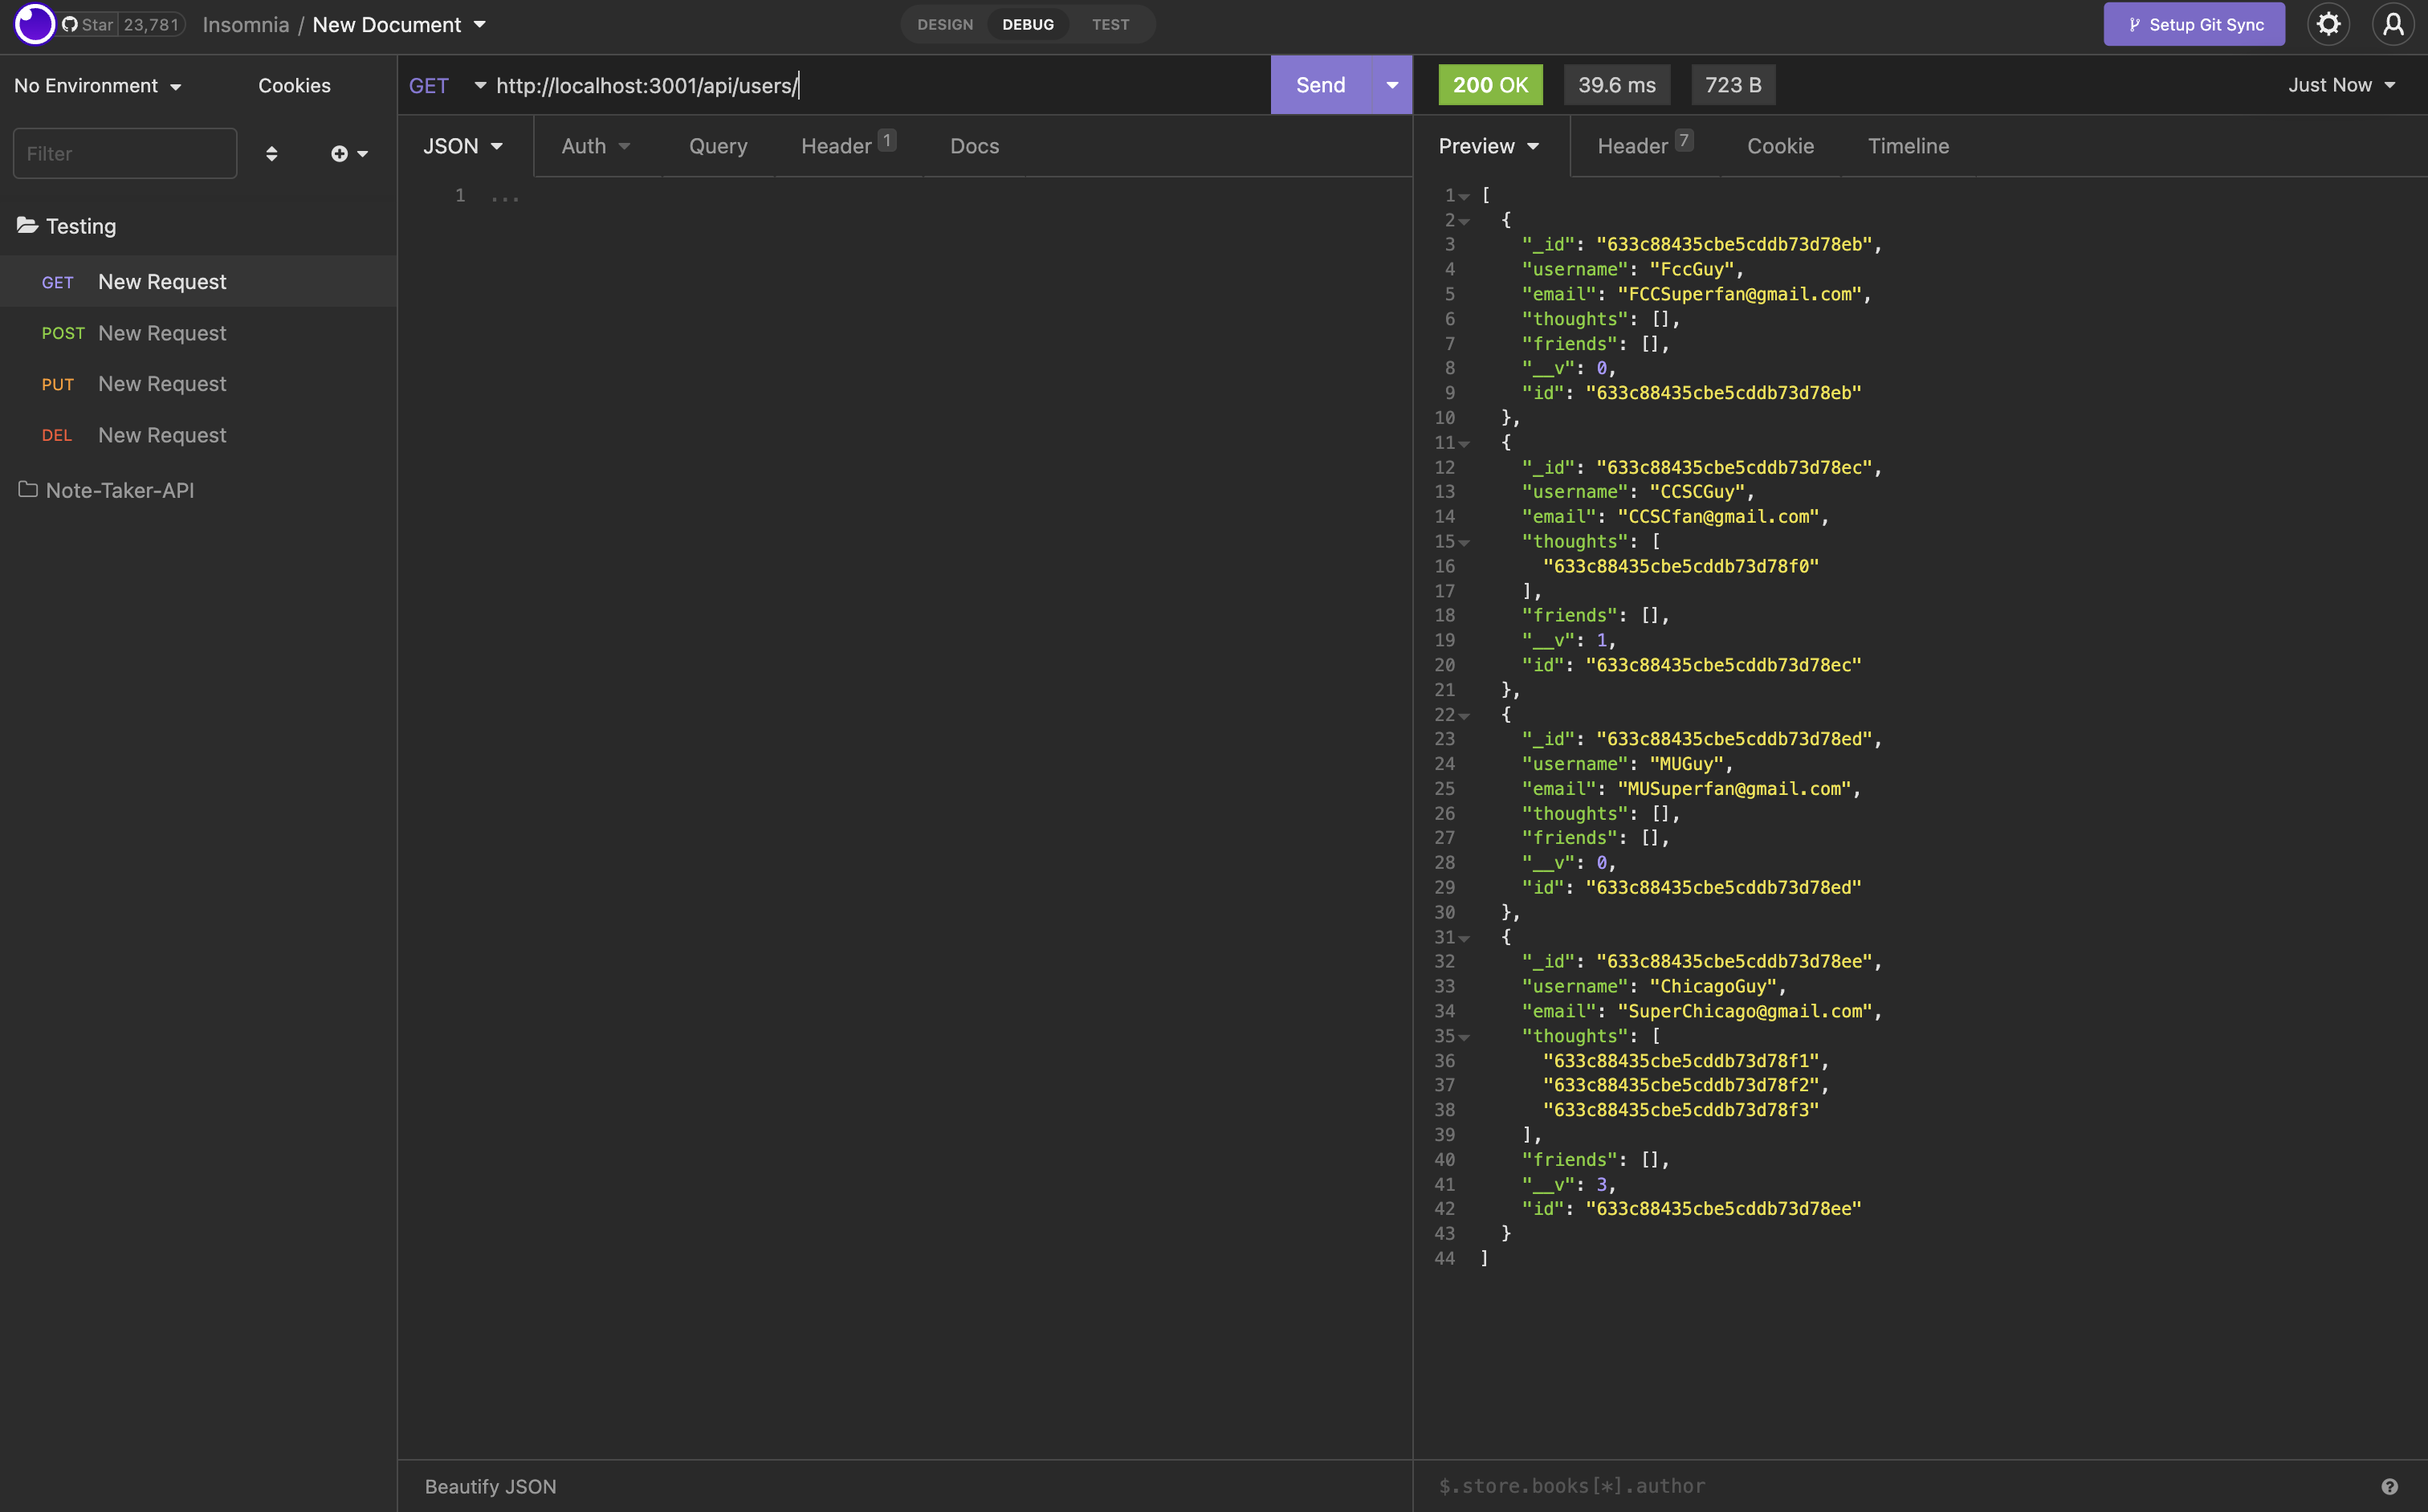 Star 23,781 Insomnia / New Document DESIGN DEBUG TEST Setup Git Sync
No Environment Cookies
Filter
Testing
GET New Request
POST New Request
PUT New Request
DEL New Request
Note-Taker-API
GET http://localhost:3001/api/users/ Send
JSON Auth Query Header 1 Docs
1 ...
Beautify JSON
200 OK 39.6 ms 723 B Just Now
Preview Header 7 Cookie Timeline
1 [
2 {
3 "_id": "633c88435cbe5cddb73d78eb",
4 "username": "FccGuy",
5 "email": "FCCSuperfan@gmail.com",
6 "thoughts": [],
7 "friends": [],
8 "__v": 0,
9 "id": "633c88435cbe5cddb73d78eb"
10 },
11 {
12 "_id": "633c88435cbe5cddb73d78ec",
13 "username": "CCSCGuy",
14 "email": "CCSCfan@gmail.com",
15 "thoughts": [
16 "633c88435cbe5cddb73d78f0"
17 ],
18 "friends": [],
19 "__v": 1,
20 "id": "633c88435cbe5cddb73d78ec"
21 },
22 {
23 "_id": "633c88435cbe5cddb73d78ed",
24 "username": "MUGuy",
25 "email": "MUSuperfan@gmail.com",
26 "thoughts": [],
27 "friends": [],
28 "__v": 0,
29 "id": "633c88435cbe5cddb73d78ed"
30 },
31 {
32 "_id": "633c88435cbe5cddb73d78ee",
33 "username": "ChicagoGuy",
34 "email": "SuperChicago@gmail.com",
35 "thoughts": [
36 "633c88435cbe5cddb73d78f1",
37 "633c88435cbe5cddb73d78f2",
38 "633c88435cbe5cddb73d78f3"
39 ],
40 "friends": [],
41 "__v": 3,
42 "id": "633c88435cbe5cddb73d78ee"
43 }
44 ]
$.store.books[*].author